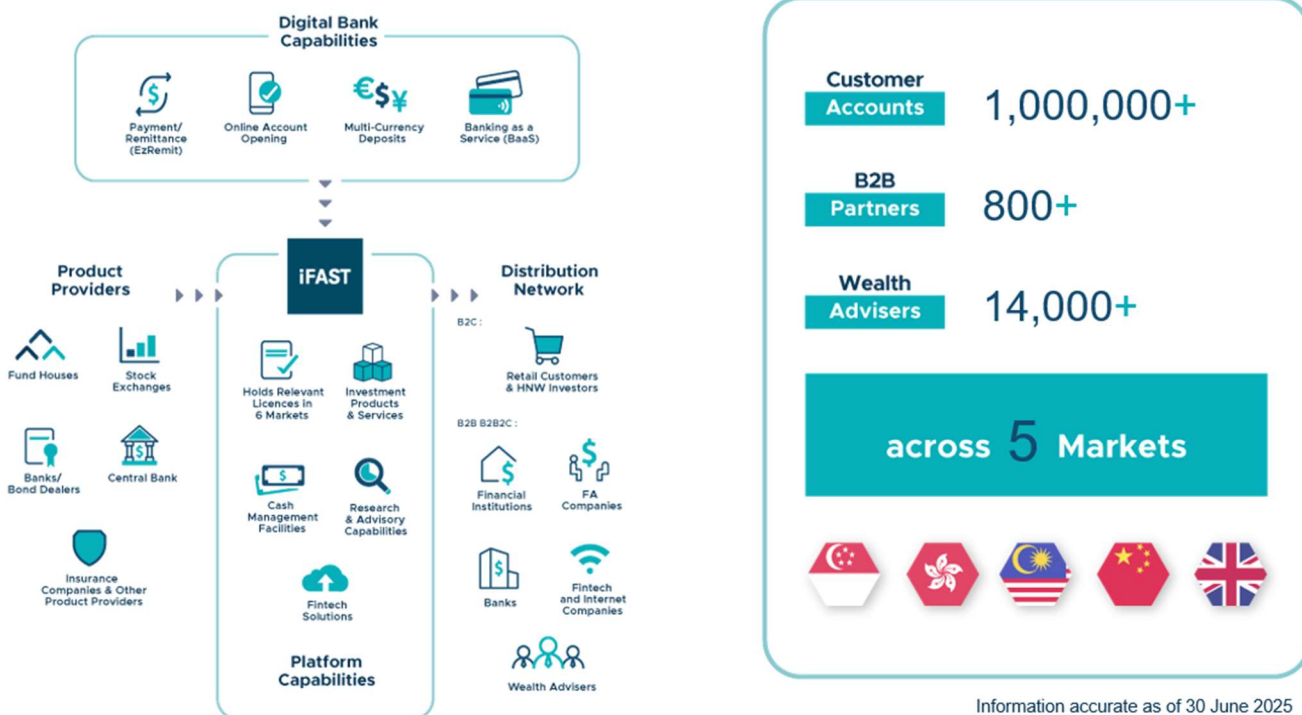 Digital Bank
Capabilities
Payment/
Remittance
(EzRemit)
Online Account
Opening
€$¥
Multi-Currency
Deposits
Banking as a
Service (BaaS)
Product
Providers
Fund Houses
Stock
Exchanges
Banks/
Bond Dealers
Central Bank
Insurance
Companies & Other
Product Providers
iFAST
Holds Relevant
Licences in
6 Markets
Investment
Products
& Services
Cash
Management
Facilities
Research
& Advisory
Capabilities
Fintech
Solutions
Platform
Capabilities
Distribution
Network
B2C :
Retail Customers
& HNW Investors
B2B B2B2C :
Financial
Institutions
FA
Companies
Banks
Fintech
and Internet
Companies
Wealth Advisers
Customer
Accounts
1,000,000+
B2B
Partners
800+
Wealth
Advisers
14,000+
across 5 Markets
Information accurate as of 30 June 2025